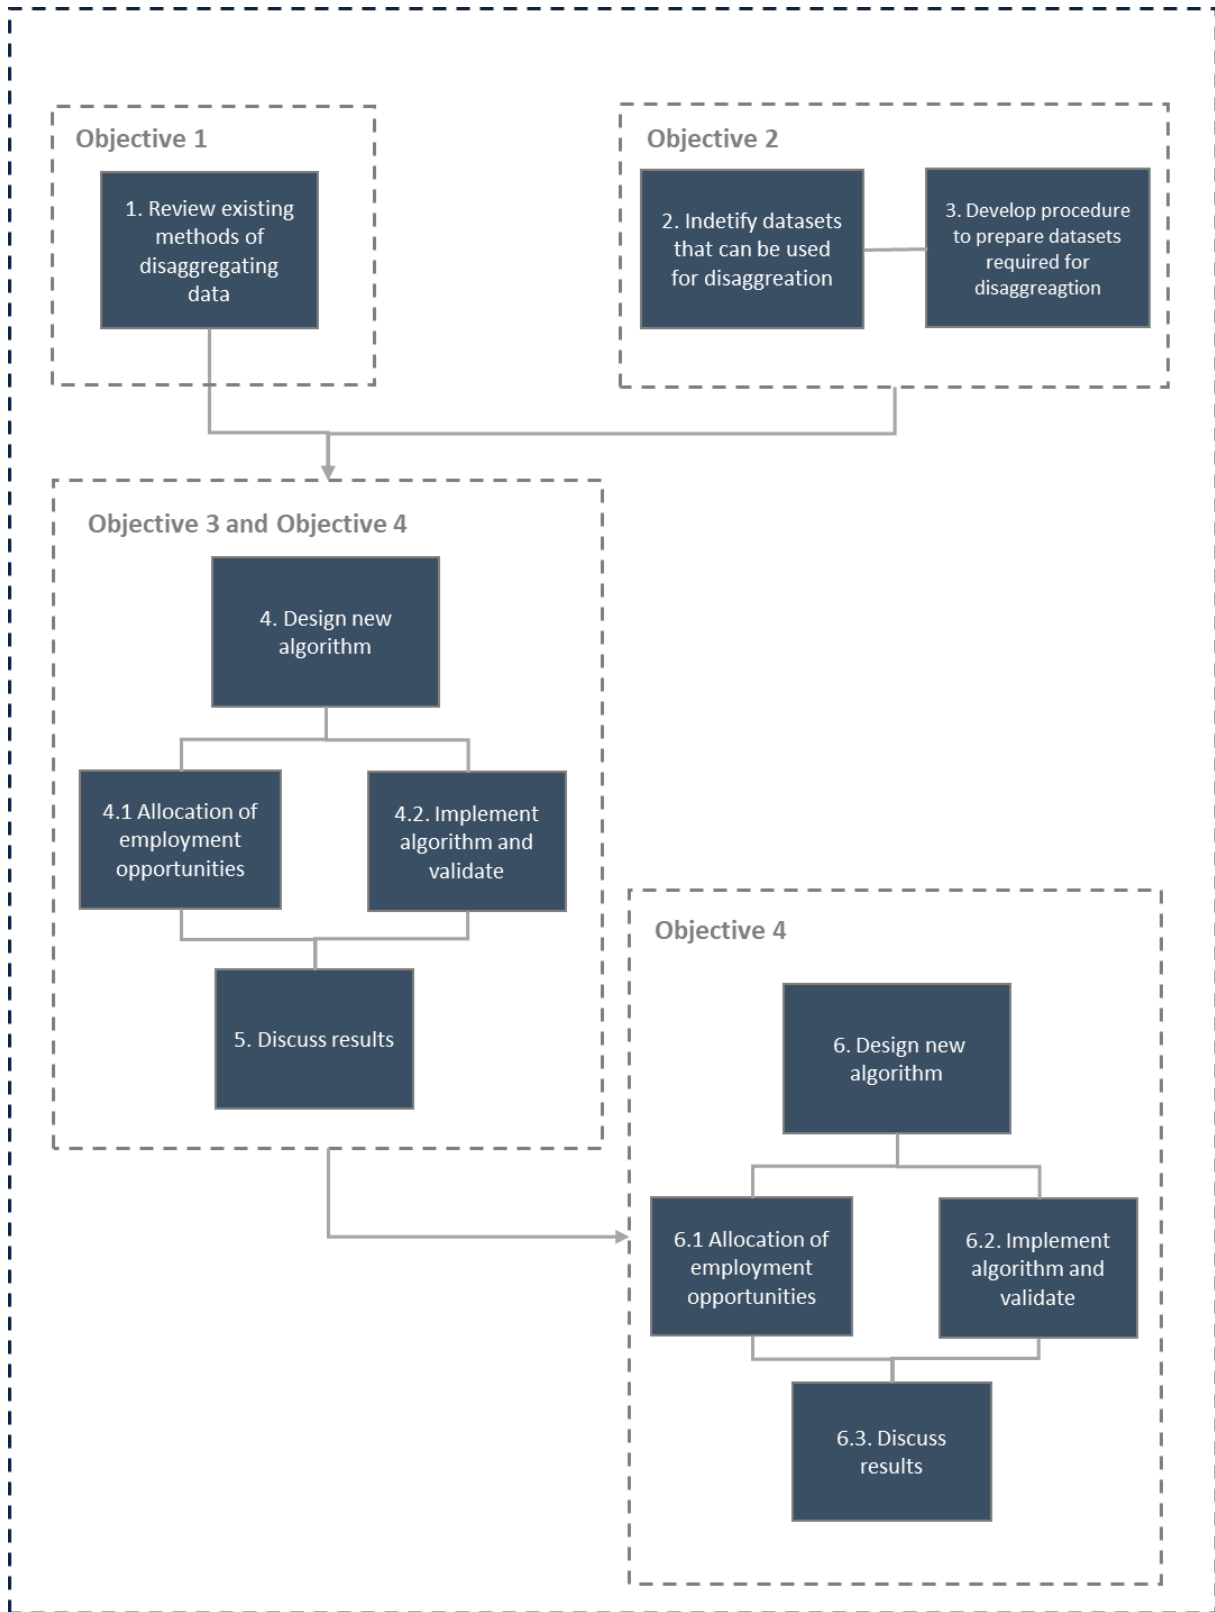 Objective 1
1. Review existing
methods of
disaggregating
data
Objective 2
2. Indetify datasets
that can be used
for disaggreation
3. Develop procedure
to prepare datasets
required for
disaggreagtion
Objective 3 and Objective 4
4. Design new
algorithm
4.1 Allocation of
employment
opportunities
4.2. Implement
algorithm and
validate
5. Discuss results
Objective 4
6. Design new
algorithm
6.1 Allocation of
employment
opportunities
6.2. Implement
algorithm and
validate
6.3. Discuss
results